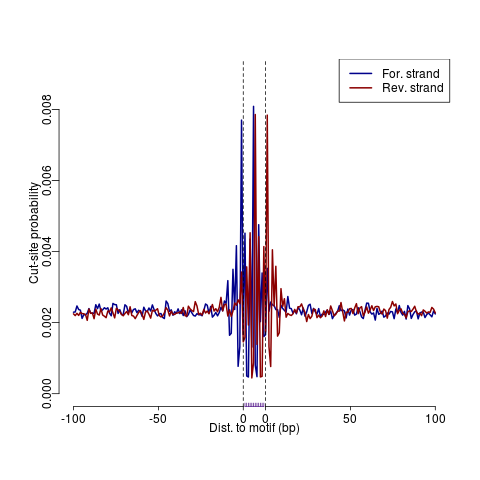 For. strand
Rev. strand
Cut-site probability
0.008
0.006
0.004
0.002
0.000
-100
-50
0
0
50
100
Dist. to motif (bp)